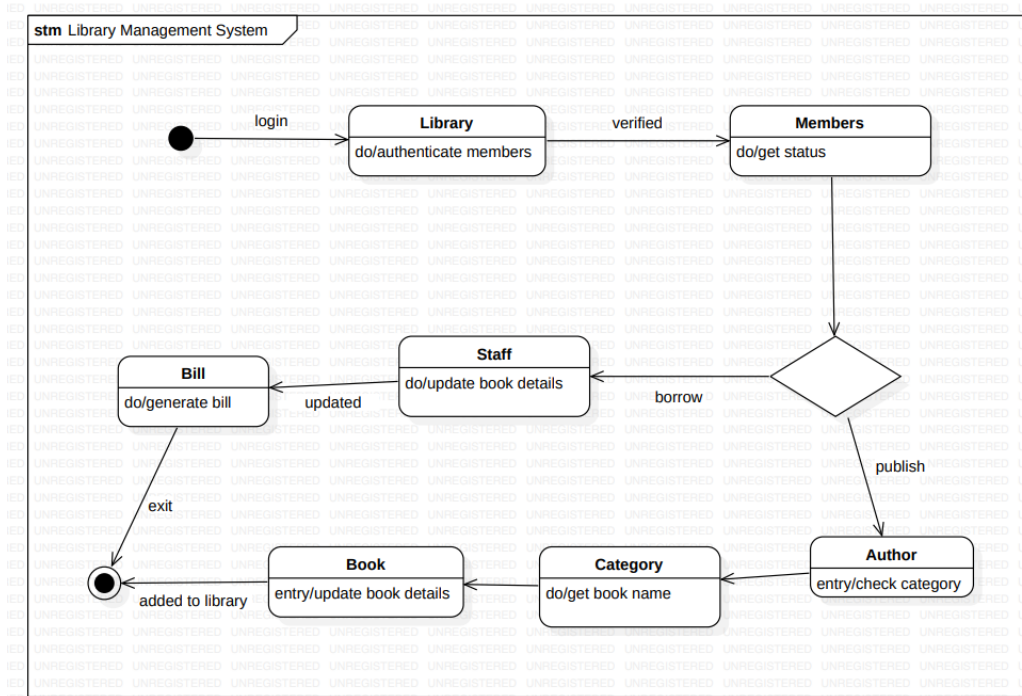 stm Library Management System
login
Library
do/authenticate members
verified
Members
do/get status
Staff
do/update book details
Bill
do/generate bill
updated
borrow
publish
exit
Author
entry/check category
Category
do/get book name
Book
entry/update book details
added to library
UNREGISTERED